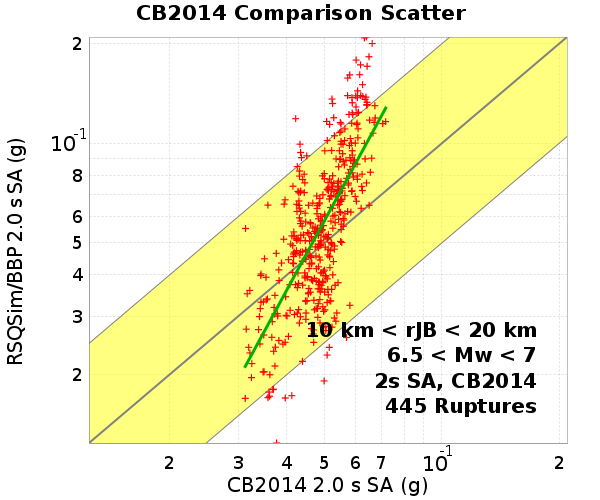 CB2014 Comparison Scatter
RSQSim/BBP 2.0 s SA (g)
2
10-1
8
6
5
4
3
2
10 km < rJB < 20 km
6.5 < Mw < 7
2s SA, CB2014
445 Ruptures
2 3 4 5 6 7 10-1 2
CB2014 2.0 s SA (g)